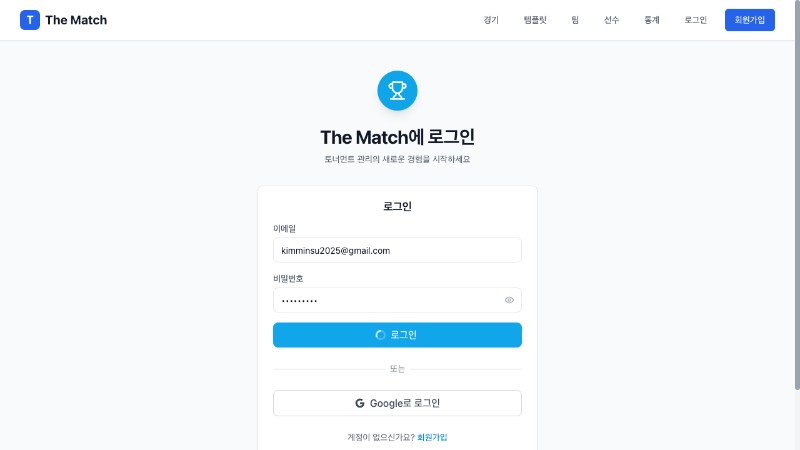 T The Match 경기 템플릿 팀 선수 통계 로그인 회원가입
The Match에 로그인
토너먼트 관리의 새로운 경험을 시작하세요
로그인
이메일
kimminsu2025@gmail.com
비밀번호
•••••••••
로그인
또는
G Google로 로그인
계정이 있으신가요? 회원가입